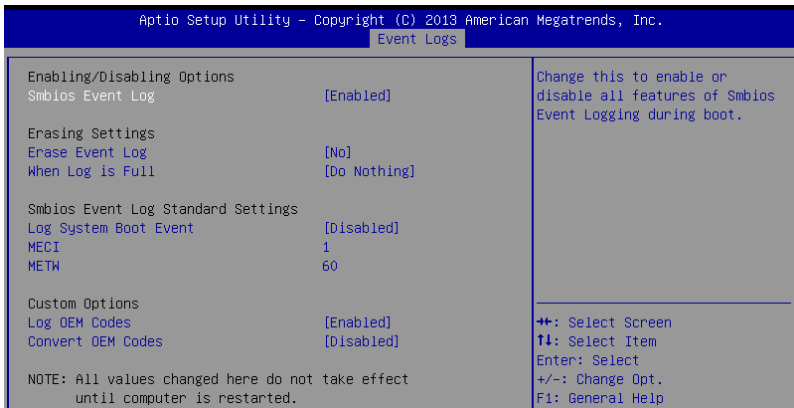 Aptio Setup Utility – Copyright (C) 2013 American Megatrends, Inc.
Event Logs
Enabling/Disabling Options
Smbios Event Log [Enabled]
Erasing Settings
Erase Event Log [No]
When Log is Full [Do Nothing]
Smbios Event Log Standard Settings
Log System Boot Event [Disabled]
MECI 1
METW 60
Custom Options
Log OEM Codes [Enabled]
Convert OEM Codes [Disabled]
NOTE: All values changed here do not take effect
until computer is restarted.
Change this to enable or
disable all features of Smbios
Event Logging during boot.
→←: Select Screen
↑↓: Select Item
Enter: Select
+/-: Change Opt.
F1: General Help